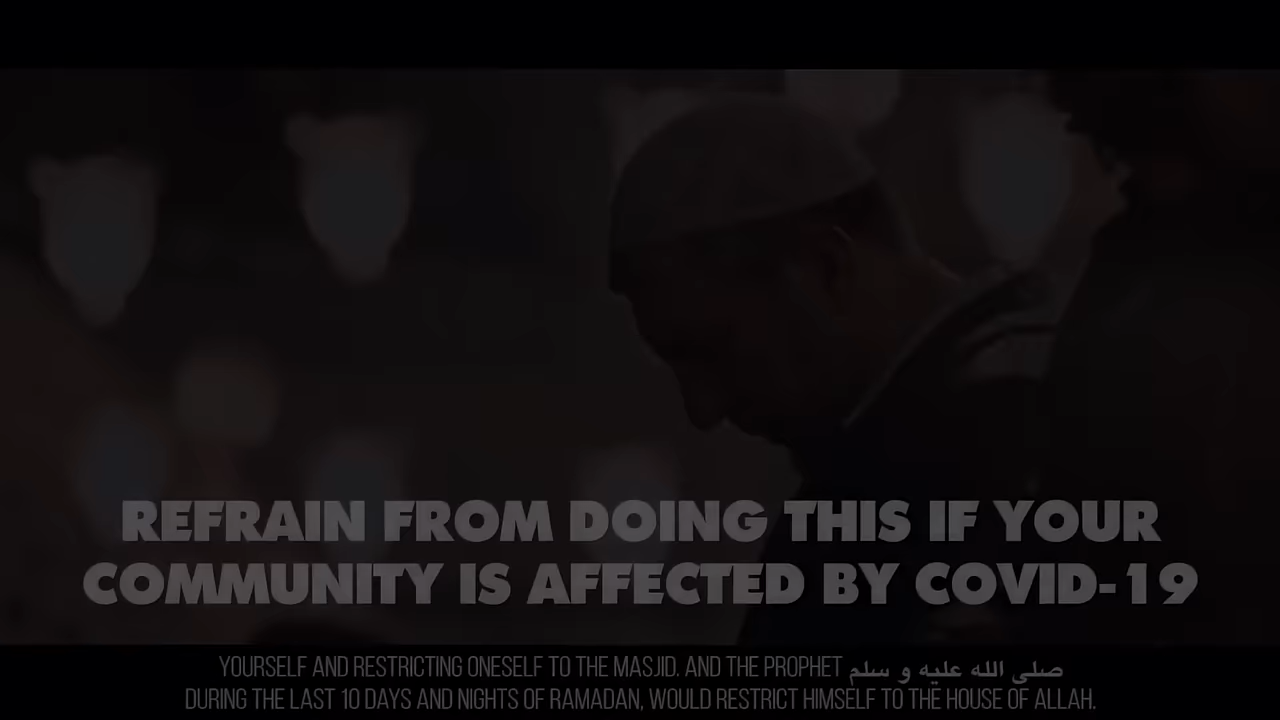 REFRAIN FROM DOING THIS IF YOUR
COMMUNITY IS AFFECTED BY COVID-19
YOURSELF AND RESTRICTING ONESELF TO THE MASJID. AND THE PROPHET صلى الله عليه و سلم
DURING THE LAST 10 DAYS AND NIGHTS OF RAMADAN, WOULD RESTRICT HIMSELF TO THE HOUSE OF ALLAH.